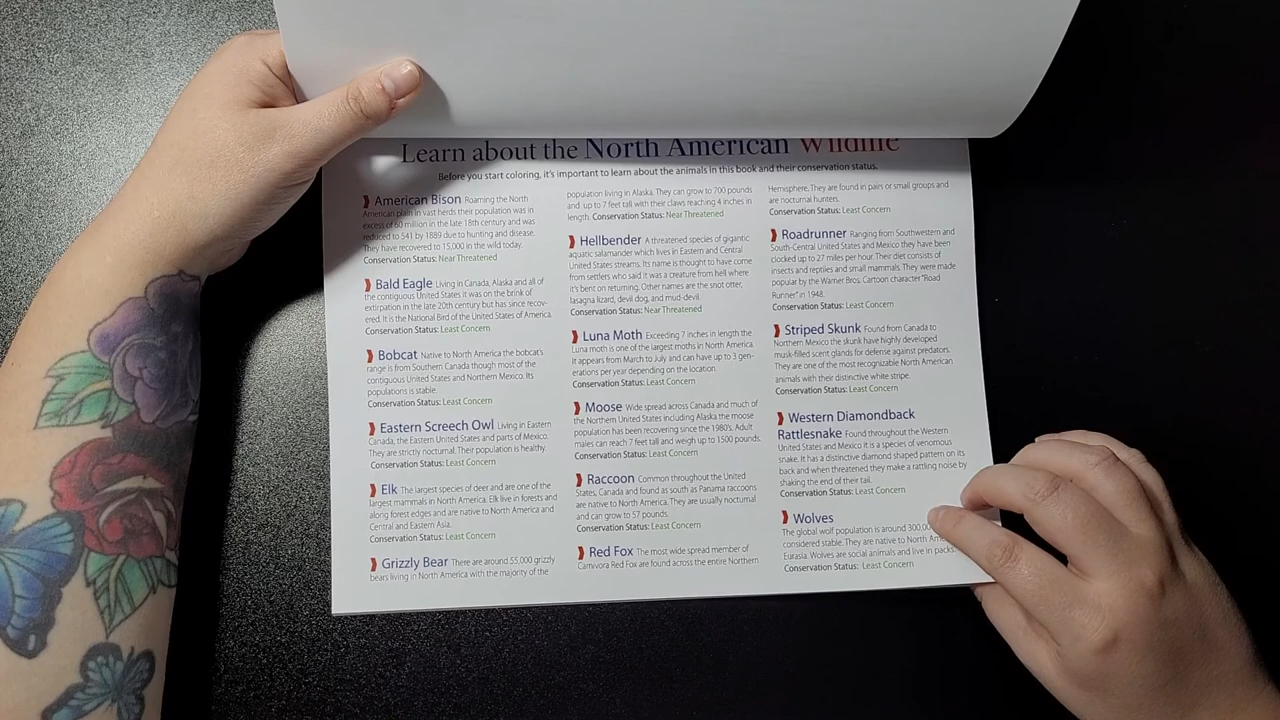 Learn about the North American Wildlife
Before you start coloring, it's important to learn about the animals in this book and their conservation status.
American Bison Roaming the North
American plain in vast herds their population was in
excess of 60 million in the late 18th century and was
reduced to 541 by 1889 due to hunting and disease.
They have recovered to 15,000 in the wild today.
Conservation Status: Near Threatened
Bald Eagle Living in Canada, Alaska and all of
the contiguous United States it was on the brink of
extirpation in the late 20th century but has since recov-
ered. It is the National Bird of the United States of America.
Conservation Status: Least Concern
Bobcat Native to North America the bobcat's
range is from Southern Canada though most of the
contiguous United States and Northern Mexico. Its
populations is stable.
Conservation Status: Least Concern
Eastern Screech Owl Living in Eastern
Canada, the Eastern United States and parts of Mexico.
They are strictly nocturnal. Their population is healthy.
Conservation Status: Least Concern
Elk The largest species of deer and are one of the
largest mammals in North America. Elk live in forests and
along forest edges and are native to North America and
Central and Eastern Asia.
Conservation Status: Least Concern
Grizzly Bear There are around 55,000 grizzly
bears living in North America with the majority of the
population living in Alaska. They can grow to 700 pounds
and up to 7 feet tall with their claws reaching 4 inches in
length. Conservation Status: Near Threatened
Hellbender A threatened species of gigantic
aquatic salamander which lives in Eastern and Central
United States streams. Its name is thought to have come
from settlers who said it was a creature from hell where
it's bent on returning. Other names are the snot otter,
lasagna lizard, devil dog, and mud-devil.
Conservation Status: Near Threatened
Luna Moth Exceeding 7 inches in length the
Luna moth is one of the largest moths in North America.
It appears from March to July and can have up to 3 gen-
erations per year depending on the location.
Conservation Status: Least Concern
Moose Wide spread across Canada and much of
the Northern United States including Alaska the moose
population has been recovering since the 1980's. Adult
males can reach 7 feet tall and weigh up to 1500 pounds.
Conservation Status: Least Concern
Raccoon Common throughout the United
States, Canada and found as south as Panama raccoons
are native to North America. They are usually nocturnal
and can grow to 57 pounds.
Conservation Status: Least Concern
Red Fox The most wide spread member of
Carnivora Red Fox are found across the entire Northern
Hemisphere. They are found in pairs or small groups and
are nocturnal hunters.
Conservation Status: Least Concern
Roadrunner Ranging from Southwestern and
South-Central United States and Mexico they have been
clocked up to 27 miles per hour. Their diet consists of
insects and reptiles and small mammals. They were made
popular by the Warner Bros. Cartoon character "Road
Runner" in 1948.
Conservation Status: Least Concern
Striped Skunk Found from Canada to
Northern Mexico the skunk have highly developed
musk-filled scent glands for defense against predators.
They are one of the most recognizable North American
animals with their distinctive white stripe.
Conservation Status: Least Concern
Western Diamondback
Rattlesnake Found throughout the Western
United States and Mexico it is a species of venomous
snake. It has a distinctive diamond shaped pattern on its
back and when threatened they make a rattling noise by
shaking the end of their tail.
Conservation Status: Least Concern
Wolves
The global wolf population is around 300,00
considered stable. They are native to North Ame
Eurasia. Wolves are social animals and live in packs.
Conservation Status: Least Concern